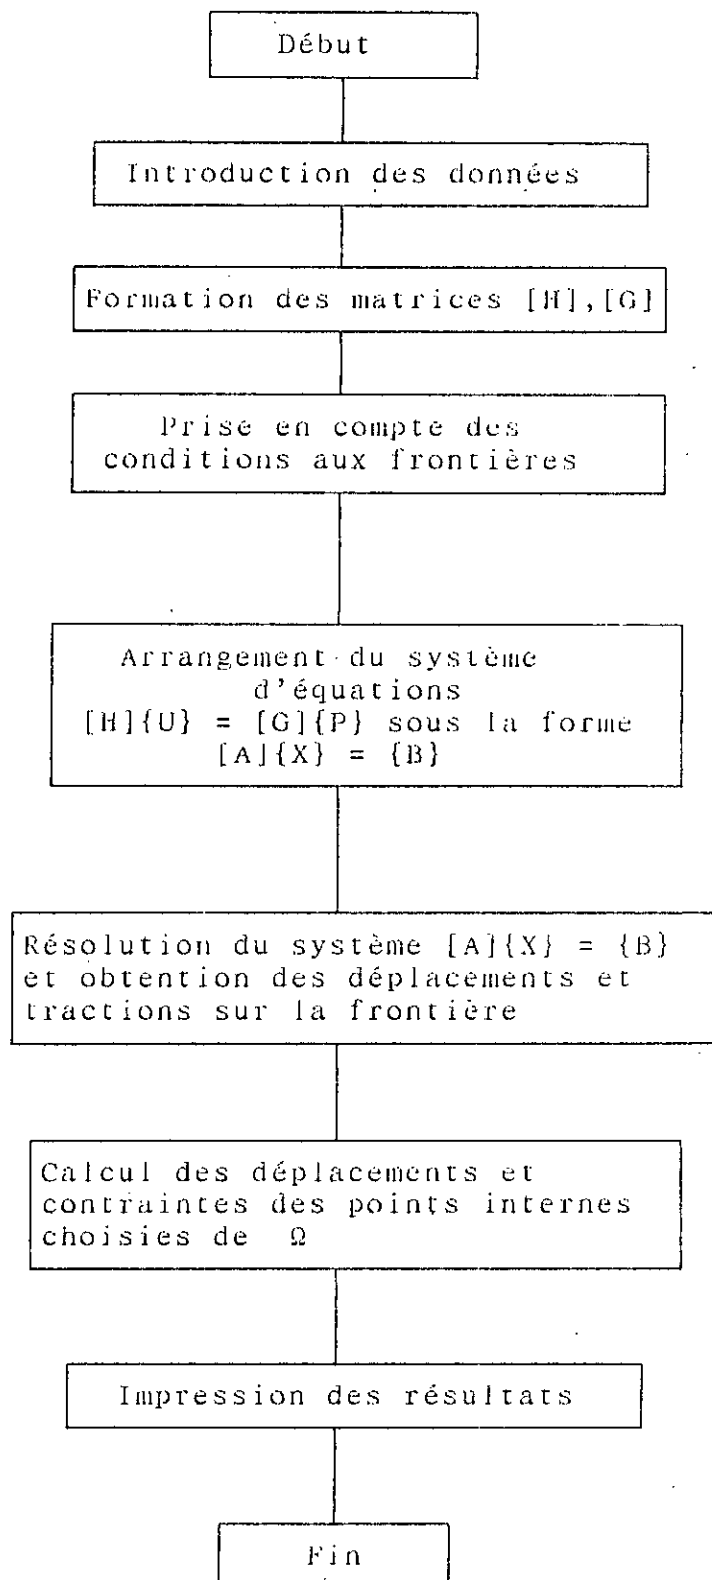 Début
Introduction des données
Formation des matrices [H],[G]
Prise en compte des
conditions aux frontières
Arrangement du système
d'équations
[H]{U} = [G]{P} sous la forme
[A]{X} = {B}
Résolution du système [A]{X} = {B}
et obtention des déplacements et
tractions sur la frontière
Calcul des déplacements et
contraintes des points internes
choisies de Ω
Impression des résultats
Fin